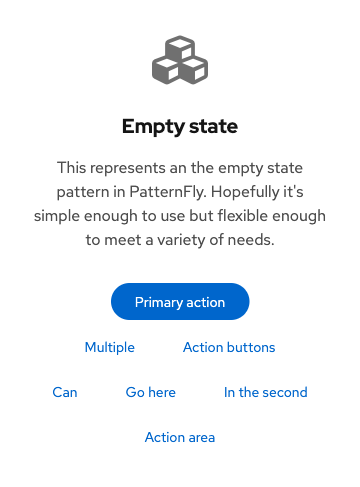 Empty state
This represents an the empty state
pattern in PatternFly. Hopefully it's
simple enough to use but flexible enough
to meet a variety of needs.
Primary action
Multiple Action buttons
Can Go here In the second
Action area